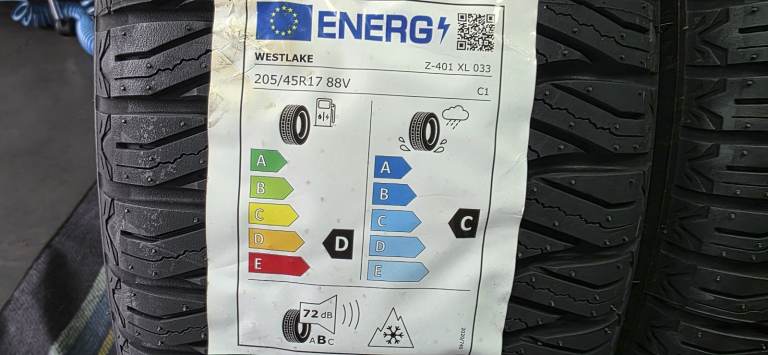 ENERG
WESTLAKE
Z-401 XL 033
205/45R17 88V
C1
A
B
C
D
E
D
A
B
C
D
E
C
72 dB
ABC